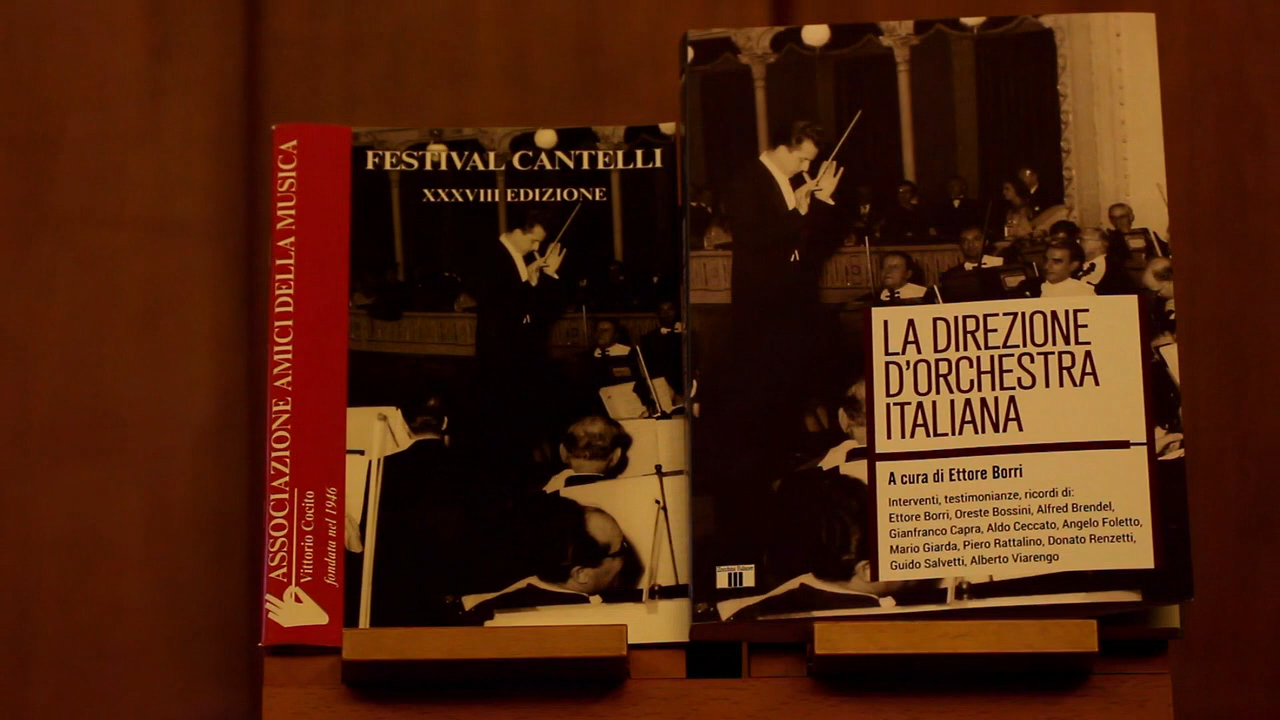 ASSOCIAZIONE AMICI DELLA MUSICA
Vittorio Cocito
fondata nel 1946
FESTIVAL CANTELLI
XXXVIII EDIZIONE
LA DIREZIONE
D'ORCHESTRA
ITALIANA
A cura di Ettore Borri
Interventi, testimonianze, ricordi di:
Ettore Borri, Oreste Bossini, Alfred Brendel,
Gianfranco Capra, Aldo Ceccato, Angelo Foletto,
Mario Giarda, Piero Rattalino, Donato Renzetti,
Guido Salvetti, Alberto Viarengo
Zecchini Editore